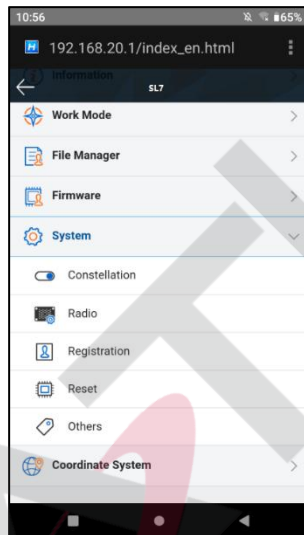 10:56
65%
192.168.20.1/index_en.html
Information
SL7
Work Mode
File Manager
Firmware
System
Constellation
Radio
Registration
Reset
Others
Coordinate System